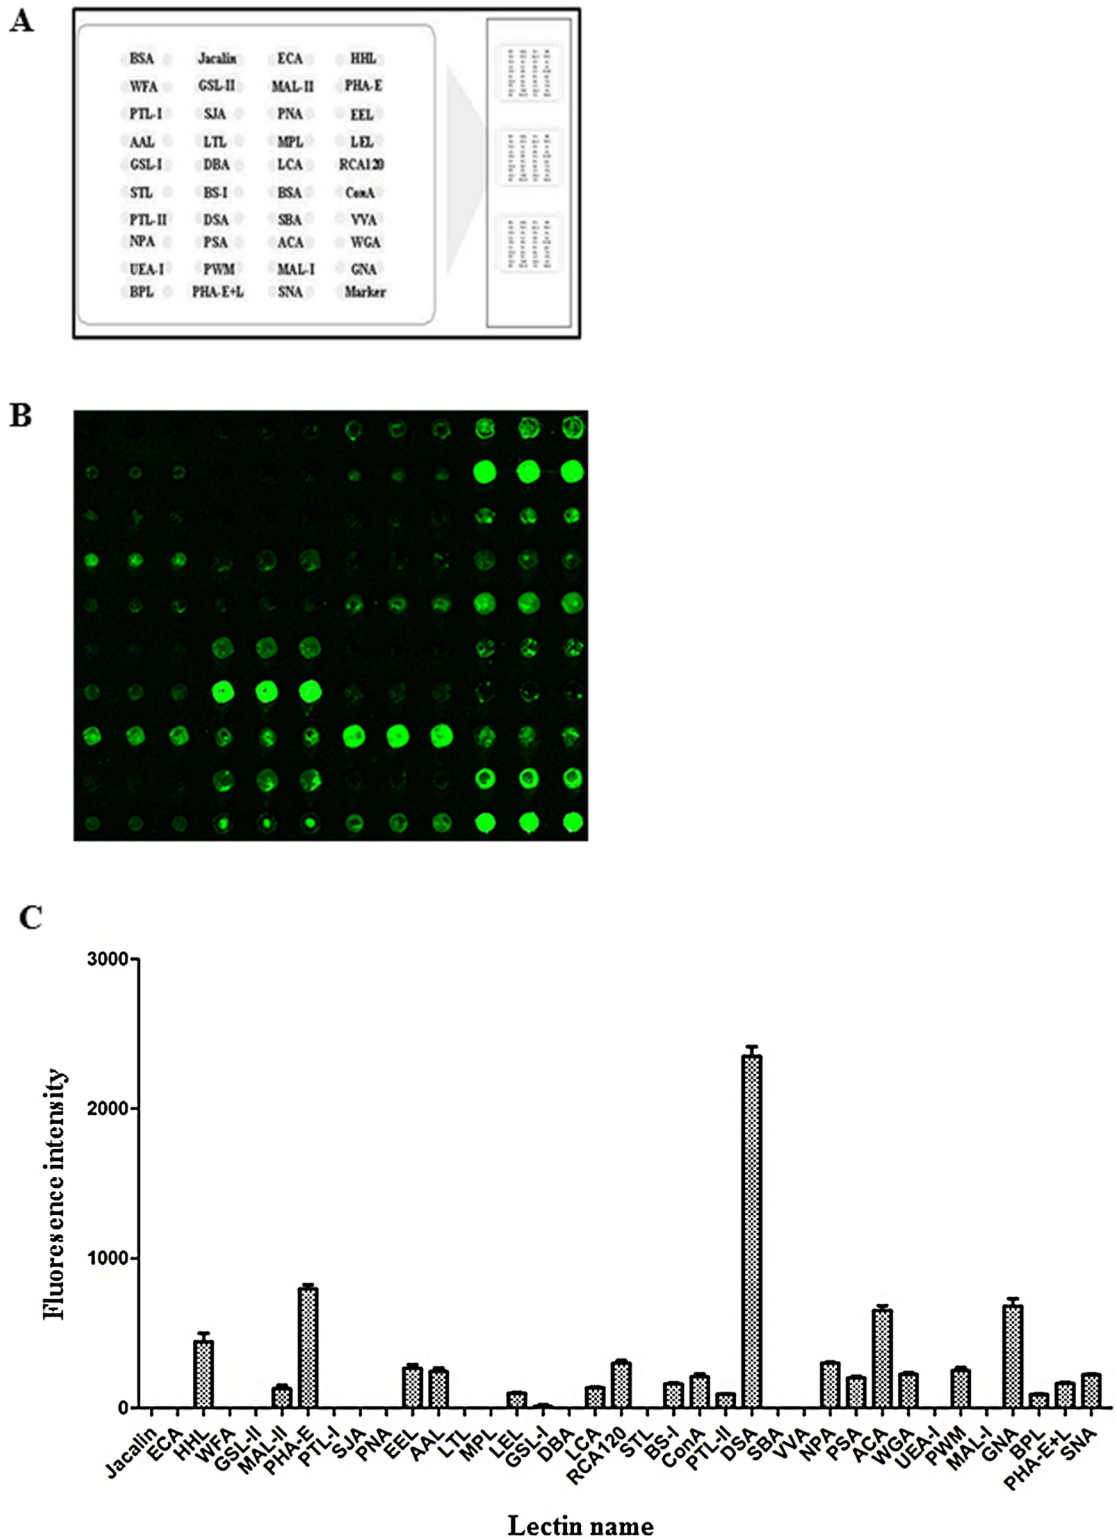 A
BSA Jacalin ECA HHL
WFA GSL-II MAL-II PHA-E
PTL-I SJA PNA EEL
AAL LTL MPL LEL
GSL-I DBA LCA RCA120
STL BS-I BSA ConA
PTL-II DSA SBA VVA
NPA PSA ACA WGA
UEA-I PWM MAL-I GNA
BPL PHA-E+L SNA Marker
B
C
3000
2000
1000
0
Fluoresence intensity
Jacalin ECA HHL WFA GSL-II MAL-II PHA-E PTL-I SJA PNA EEL AAL LTL MPL LEL GSL-I DBA LCA RCA120 STL BS-I ConA PTL-II DSA SBA VVA NPA PSA ACA WGA UEA-I PWM MAL-I GNA BPL PHA-E+L SNA
Lectin name